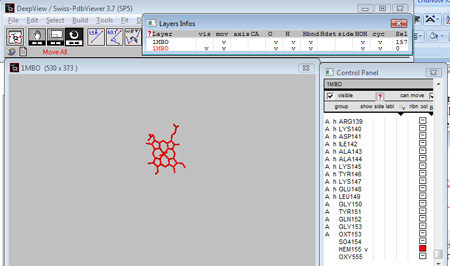 DeepView / Swiss-PdbViewer 3.7 (SP5)
File Edit Select Build Tools
Move All
Layers Infos
Layer vis mov axis CA O H Hbond Hdst side HOH cyc Sel
1MBO v v v v v 157
1MBO v v v v v 0
1MBO (530 x 373)
Control Panel
1MBO
visible ? can move
group show side labl ribn col
A h ARG139
A h LYS140
A h ASP141
A h ILE142
A h ALA143
A h ALA144
A h LYS145
A h TYR146
A h LYS147
A h GLU148
A h LEU149
A GLY150
A TYR151
A GLN152
A GLY153
A OXT153
SO4154
HEM155 v
OXY555